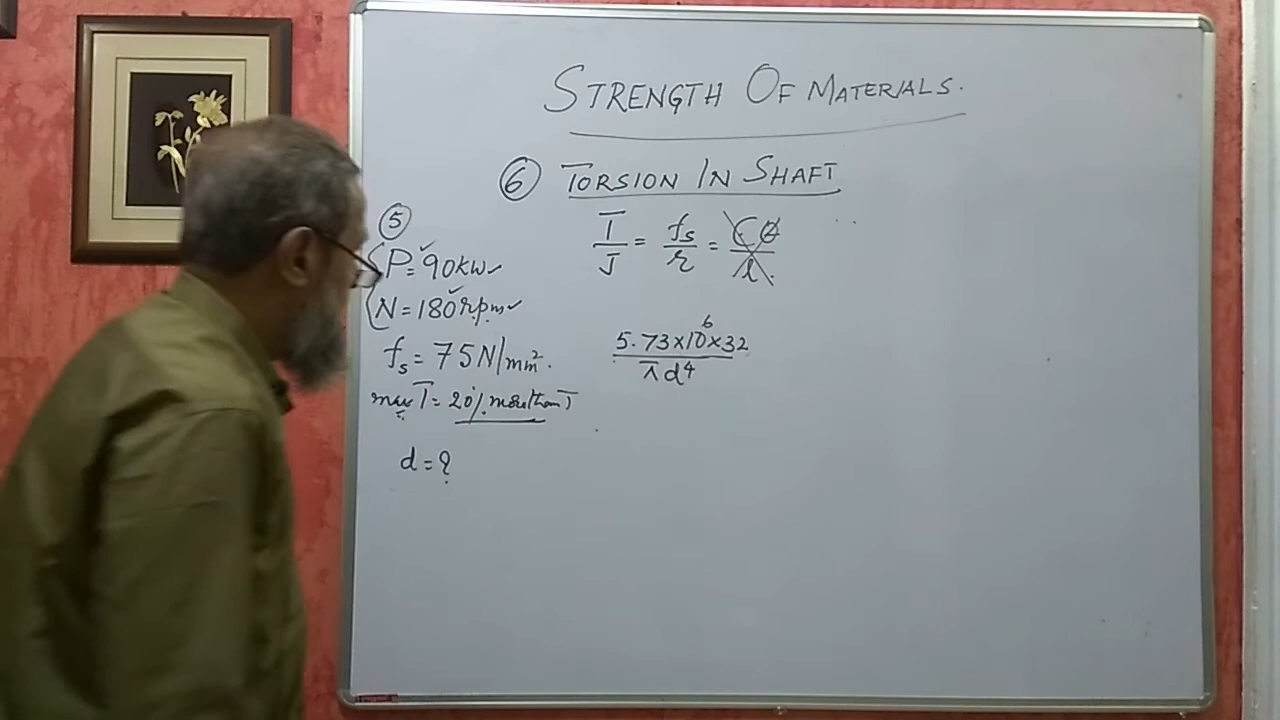 STRENGTH OF MATERIALS.
⑥ TORSION IN SHAFT
T/J = fs/r = Cθ/l
⑤
P = 90kw
N = 180 r.p.m
fs = 75N/mm².
max T = 20% more than T
d = ?
5.73×10⁶×32 / πd⁴